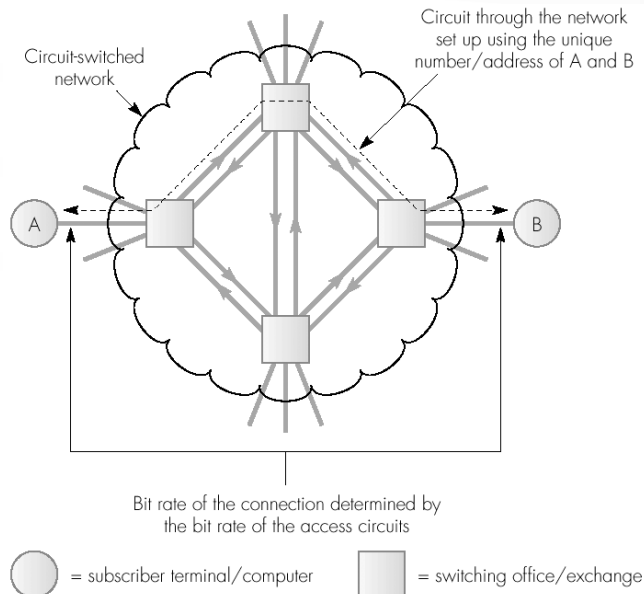 Circuit through the network
set up using the unique
number/address of A and B
Circuit-switched
network
A
B
Bit rate of the connection determined by
the bit rate of the access circuits
= subscriber terminal/computer
= switching office/exchange